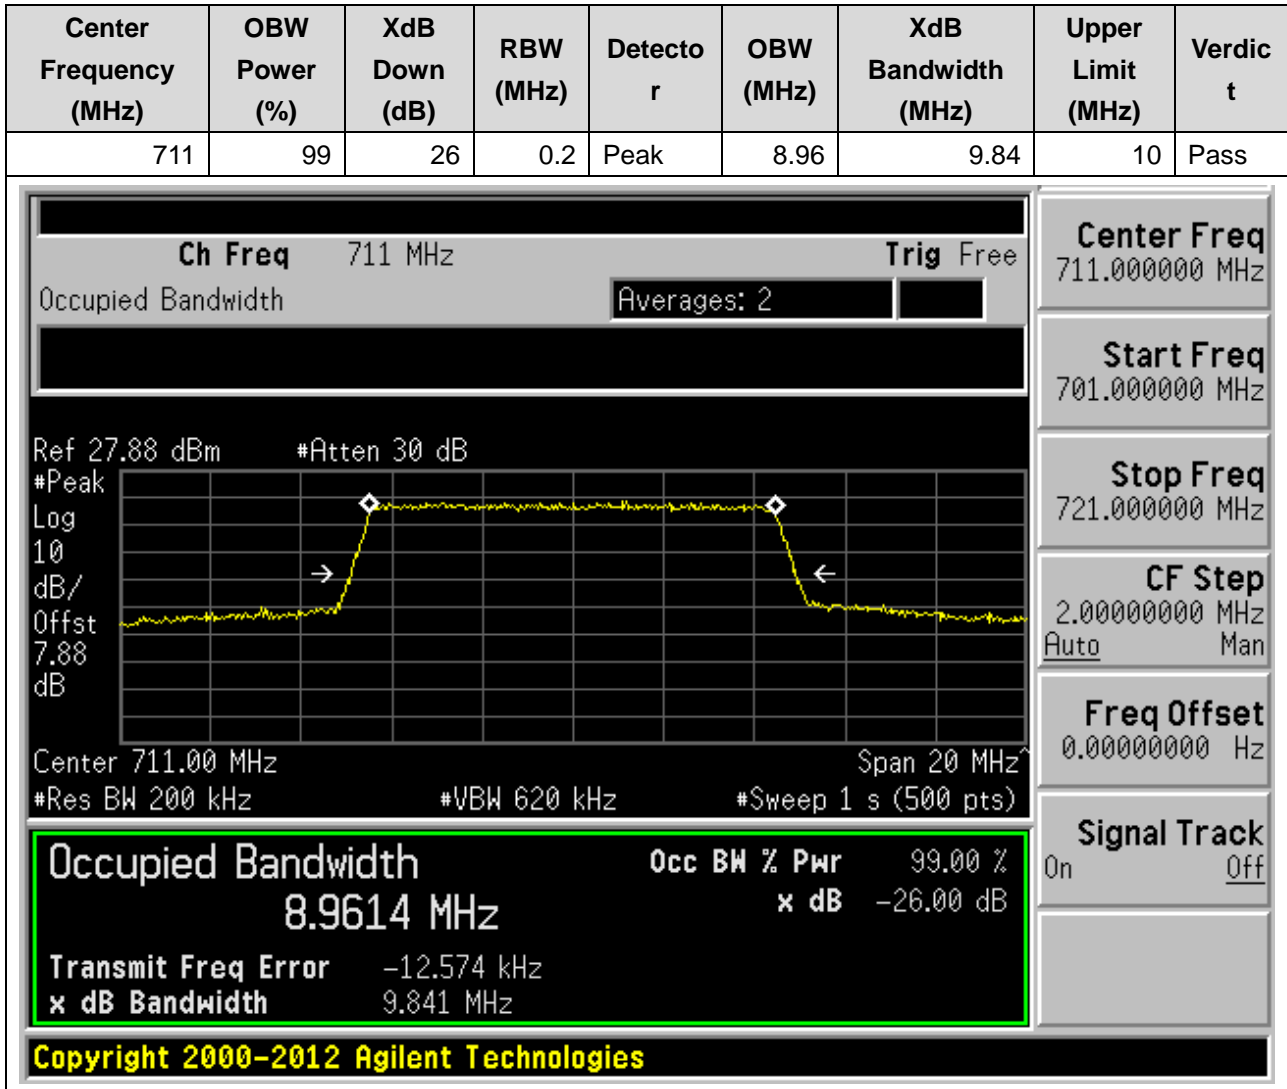 Center Frequency (MHz) OBW Power (%) XdB Down (dB) RBW (MHz) Detecto r OBW (MHz) XdB Bandwidth (MHz) Upper Limit (MHz) Verdic t
711 99 26 0.2 Peak 8.96 9.84 10 Pass
Ch Freq 711 MHz Trig Free
Occupied Bandwidth Averages: 2
Ref 27.88 dBm #Atten 30 dB
#Peak
Log
10
dB/
Offst
7.88
dB
Center 711.00 MHz Span 20 MHz^
#Res BW 200 kHz #VBW 620 kHz #Sweep 1 s (500 pts)
Occupied Bandwidth Occ BW % Pwr 99.00 %
8.9614 MHz x dB -26.00 dB
Transmit Freq Error -12.574 kHz
x dB Bandwidth 9.841 MHz
Copyright 2000-2012 Agilent Technologies
Center Freq
711.000000 MHz
Start Freq
701.000000 MHz
Stop Freq
721.000000 MHz
CF Step
2.00000000 MHz
Auto Man
Freq Offset
0.00000000 Hz
Signal Track
On Off